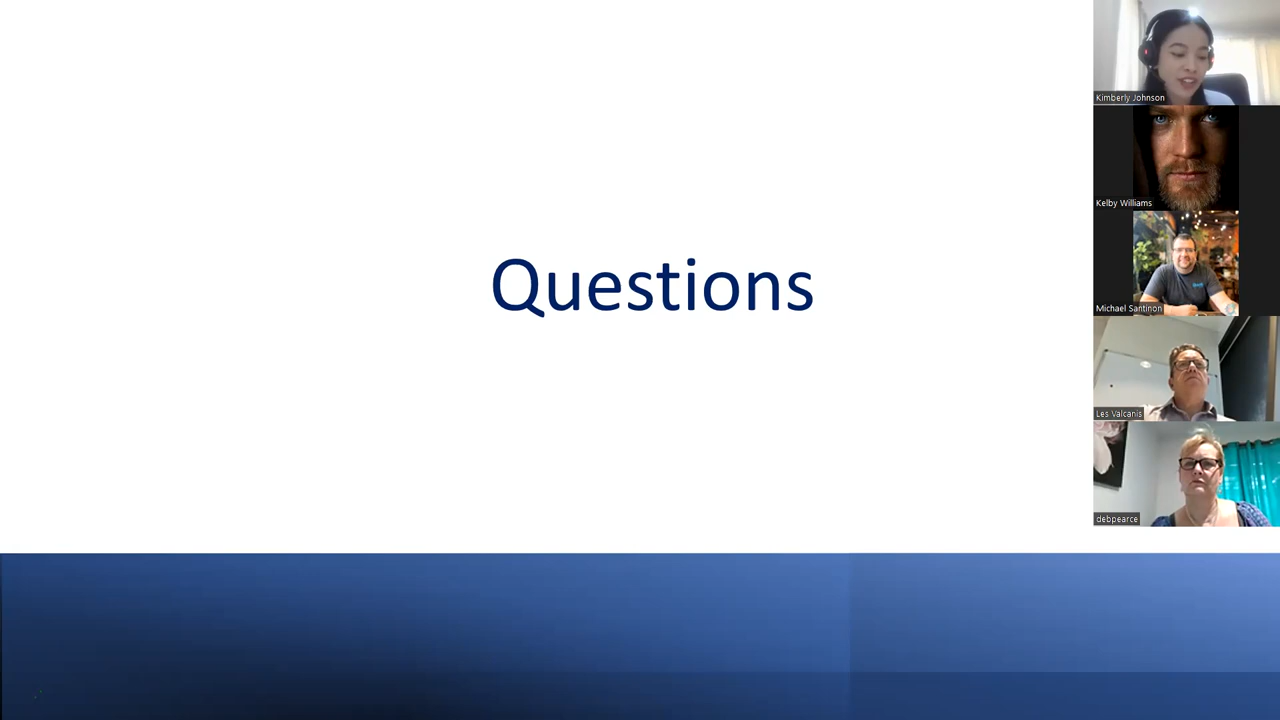 Questions
Kimberly Johnson
Kelby Williams
Michael Santinon
Les Valcanis
debpearce